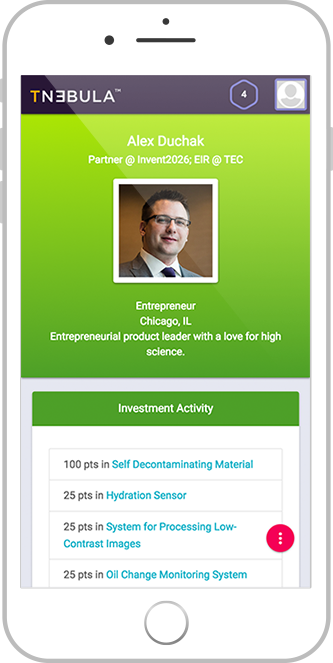 TNEBULA™
4
Alex Duchak
Partner @ Invent2026; EIR @ TEC
Entrepreneur
Chicago, IL
Entrepreneurial product leader with a love for high
science.
Investment Activity
100 pts in Self Decontaminating Material
25 pts in Hydration Sensor
25 pts in System for Processing Low-
Contrast Images
25 pts in Oil Change Monitoring System